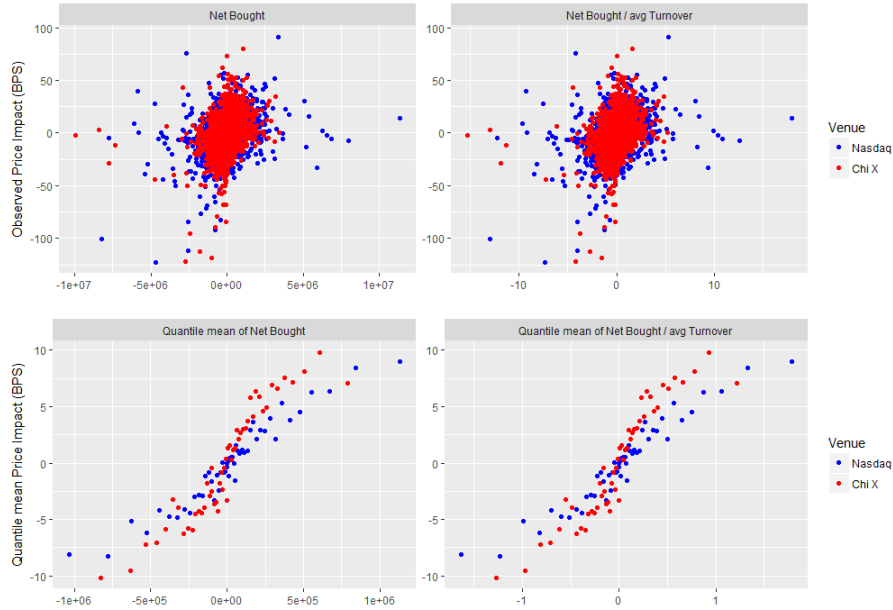 Net Bought
Net Bought / avg Turnover
Observed Price Impact (BPS)
100
50
0
-50
-100
-1e+07
-5e+06
0e+00
5e+06
1e+07
-10
0
10
Venue
Nasdaq
Chi X
Quantile mean of Net Bought
Quantile mean of Net Bought / avg Turnover
Quantile mean Price Impact (BPS)
10
5
0
-5
-10
-1e+06
-5e+05
0e+00
5e+05
1e+06
-1
0
1
Venue
Nasdaq
Chi X